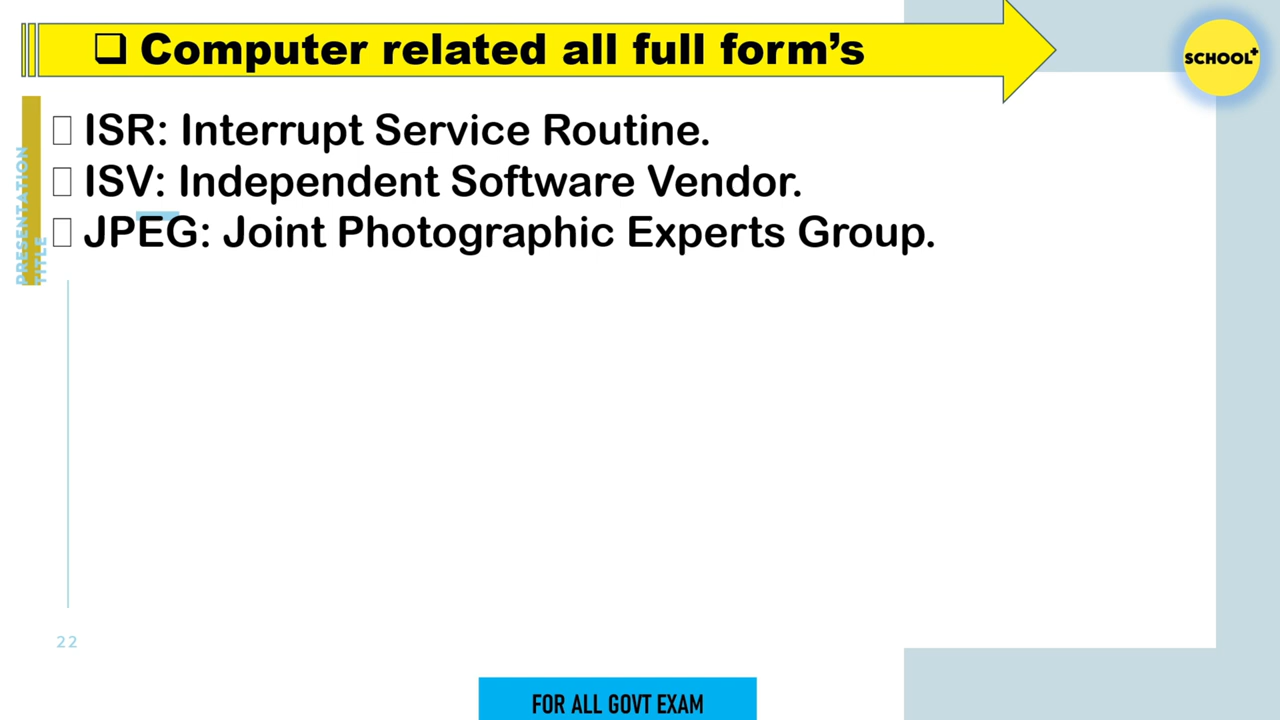 ❑ Computer related all full form’s
SCHOOL+
ISR: Interrupt Service Routine.
ISV: Independent Software Vendor.
JPEG: Joint Photographic Experts Group.
PRESENTATION
TITLE
22
FOR ALL GOVT EXAM